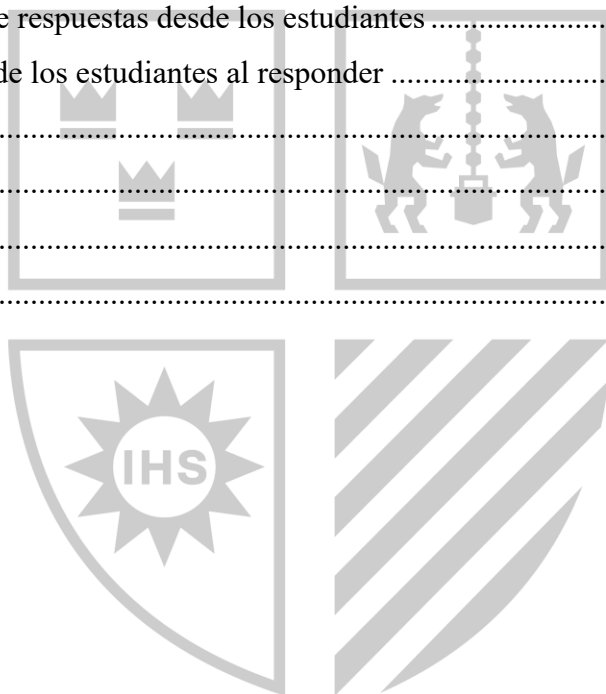 e respuestas desde los estudiantes ......................
de los estudiantes al responder ...........................
IHS